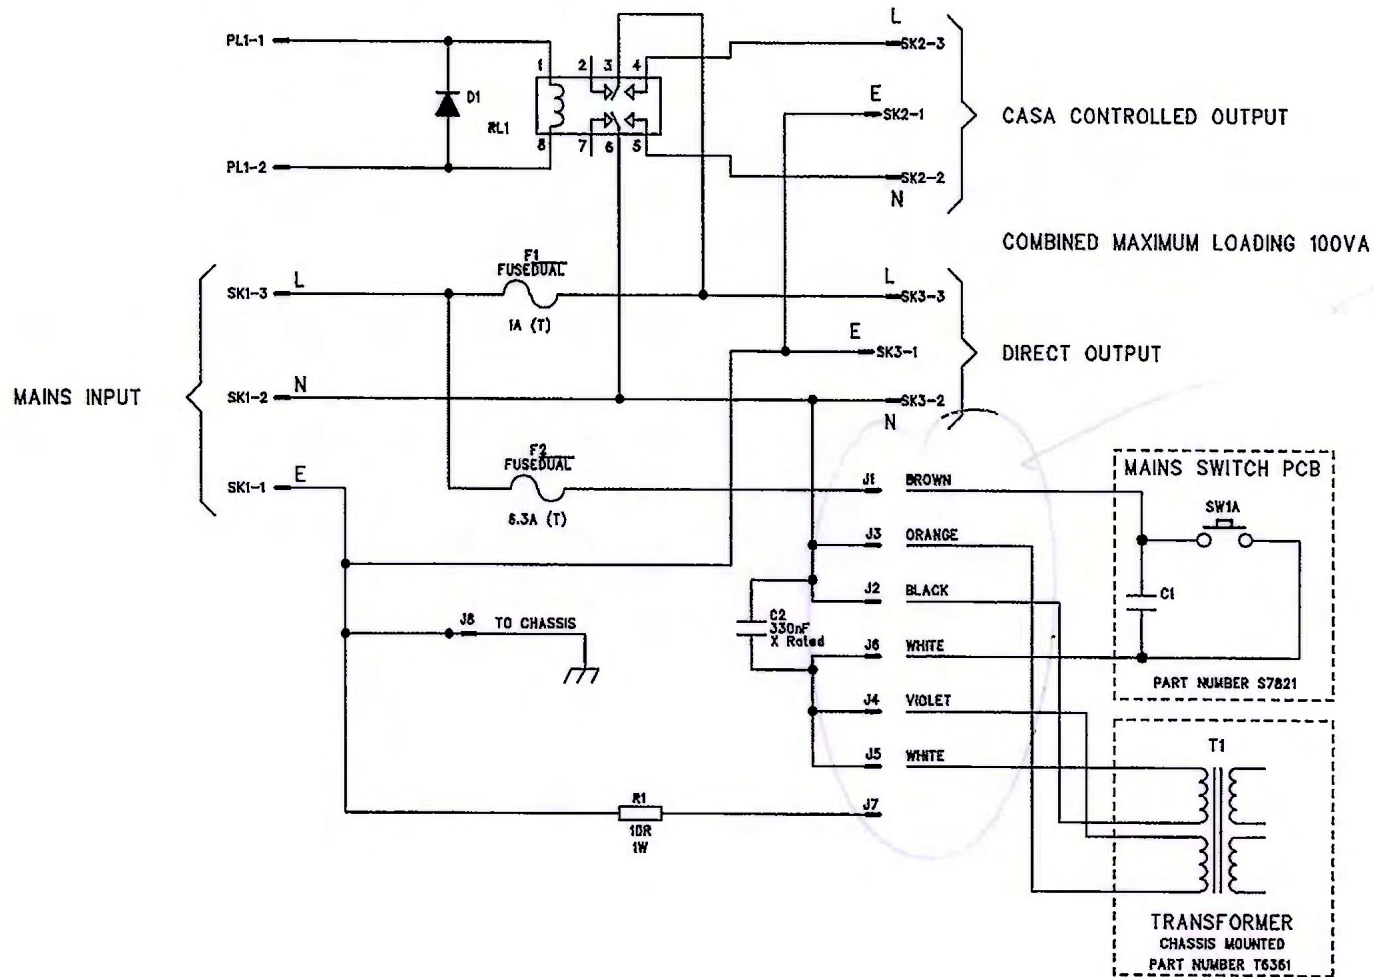 PL1-1
D1
RL1
PL1-2
1 2 3 4
8 7 6 5
L
SK2-3
E
SK2-1
SK2-2
N
CASA CONTROLLED OUTPUT
COMBINED MAXIMUM LOADING 100VA
MAINS INPUT
SK1-3
L
SK1-2
N
SK1-1
E
F1
FUSEDUAL
1A (T)
F2
FUSEDUAL
6.3A (T)
L
SK3-3
E
SK3-1
SK3-2
N
DIRECT OUTPUT
J1 BROWN
J3 ORANGE
J2 BLACK
J6 WHITE
J4 VIOLET
J5 WHITE
J7
C2
330nF
X Rated
J8 TO CHASSIS
R1
10R
1W
MAINS SWITCH PCB
SW1A
C1
PART NUMBER S7821
T1
TRANSFORMER
CHASSIS MOUNTED
PART NUMBER T6361